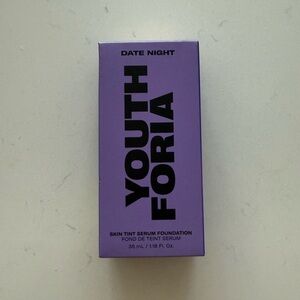 DATE NIGHT
YOUTH
FORIA
SKIN TINT SERUM FOUNDATION
FOND DE TEINT SERUM
35 mL / 1.18 Fl. Oz.